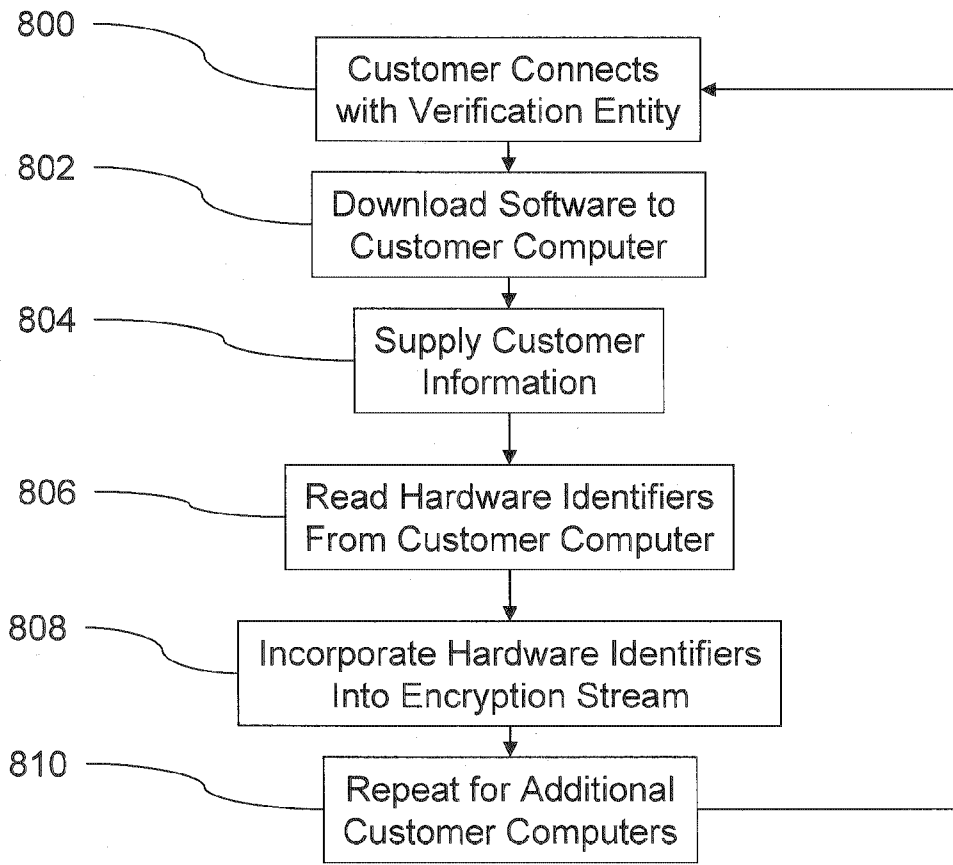 800
Customer Connects
with Verification Entity
802
Download Software to
Customer Computer
804
Supply Customer
Information
806
Read Hardware Identifiers
From Customer Computer
808
Incorporate Hardware Identifiers
Into Encryption Stream
810
Repeat for Additional
Customer Computers